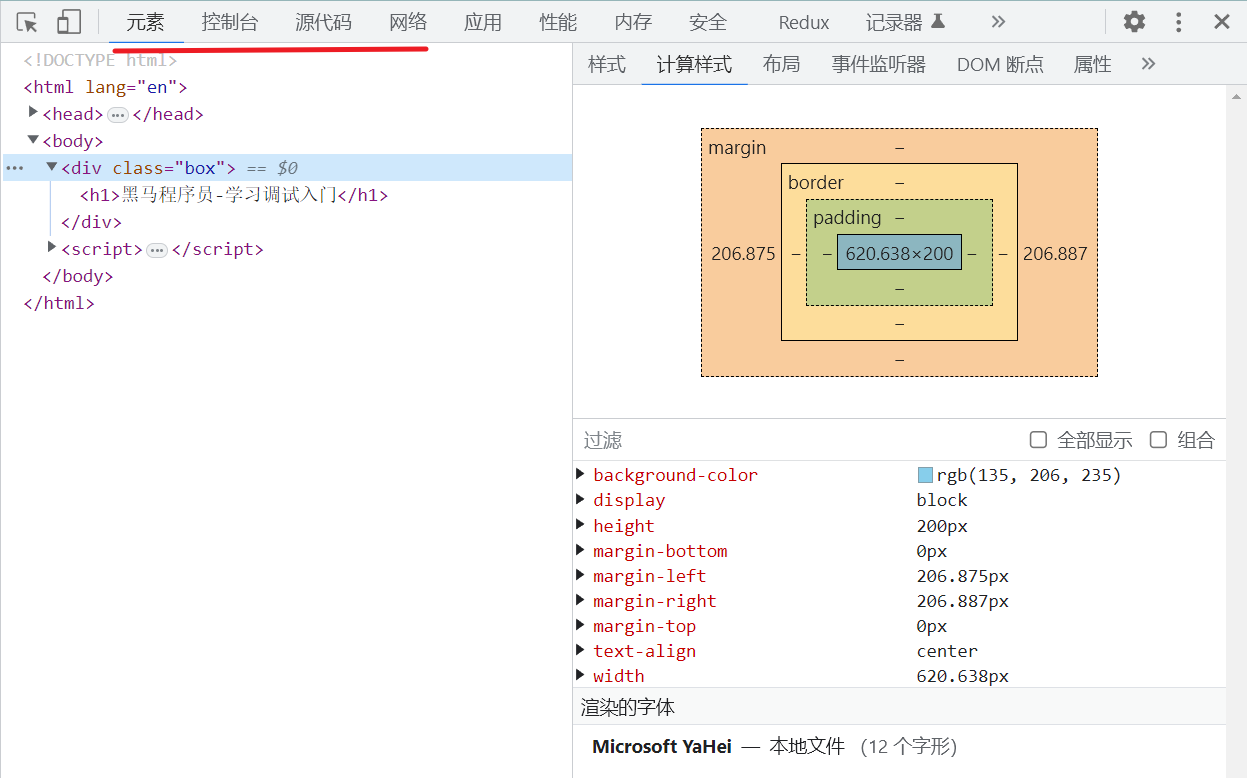 元素 控制台 源代码 网络 应用 性能 内存 安全 Redux 记录器 »
<!DOCTYPE html>
<html lang="en">
<head> … </head>
<body>
… <div class="box"> == $0
<h1>黑马程序员-学习调试入门</h1>
</div>
<script> … </script>
</body>
</html>
样式 计算样式 布局 事件监听器 DOM 断点 属性 »
margin –
border –
padding –
206.875 – – 620.638×200 – – 206.887
–
–
–
过滤 全部显示 组合
background-color rgb(135, 206, 235)
display block
height 200px
margin-bottom 0px
margin-left 206.875px
margin-right 206.887px
margin-top 0px
text-align center
width 620.638px
渲染的字体
Microsoft YaHei — 本地文件 (12 个字形)